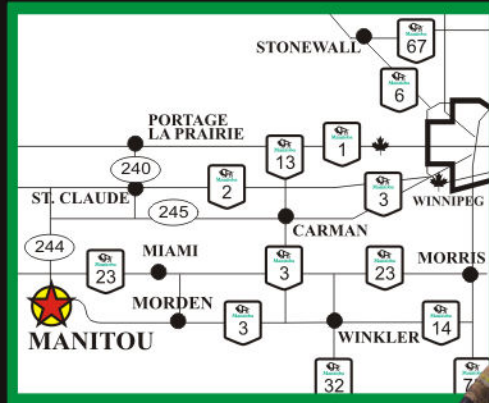 STONEWALL
67
6
PORTAGE
LA PRAIRIE
13
1
240
ST. CLAUDE
2
3
WINNIPEG
245
CARMAN
244
MIAMI
23
3
23
MORRIS
MORDEN
3
WINKLER
14
MANITOU
32